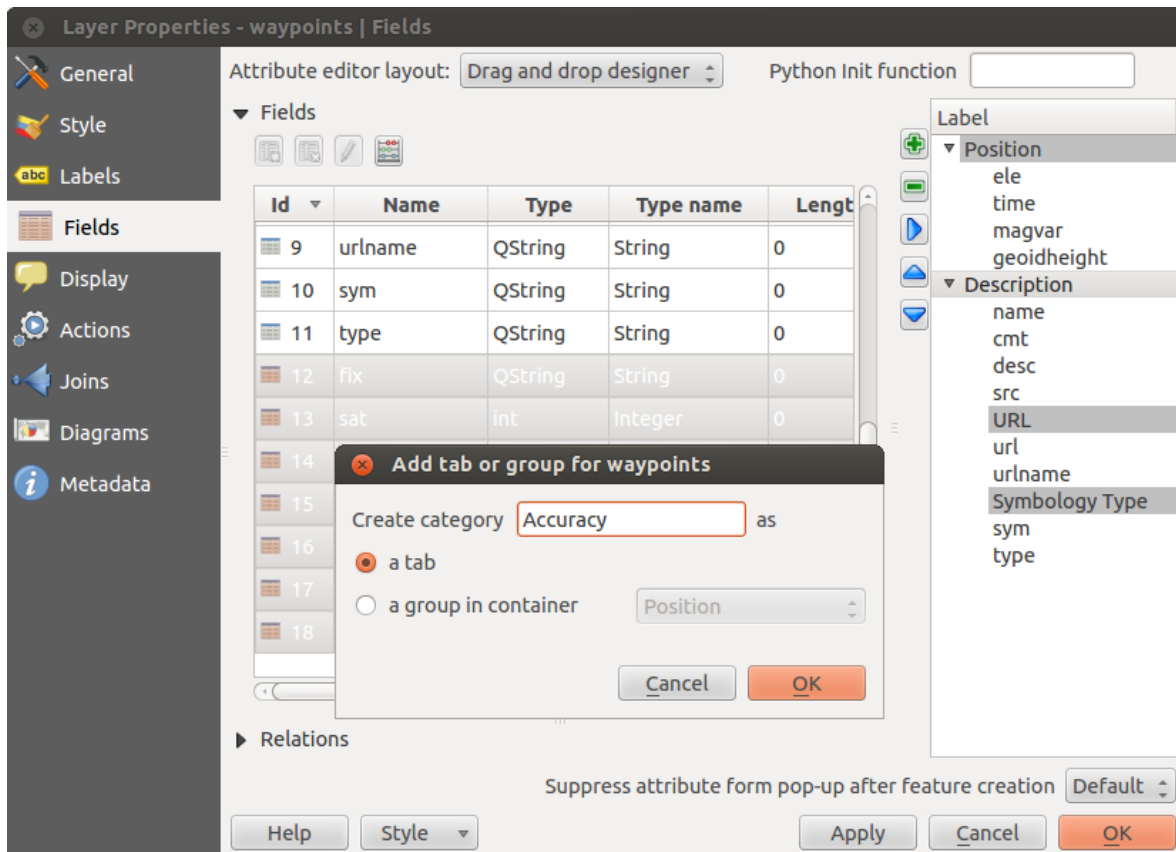 Layer Properties - waypoints | Fields
General
Style
abc Labels
Fields
Display
Actions
Joins
Diagrams
Metadata
Attribute editor layout: Drag and drop designer Python Init function
Fields
Id Name Type Type name Lengt
9 urlname QString String 0
10 sym QString String 0
11 type QString String 0
12 fix QString String 0
13 sat int Integer 0
14
15
16
17
18
Label
Position
ele
time
magvar
geoidheight
Description
name
cmt
desc
src
URL
url
urlname
Symbology Type
sym
type
Add tab or group for waypoints
Create category Accuracy as
a tab
a group in container Position
Cancel OK
Relations
Suppress attribute form pop-up after feature creation Default
Help Style Apply Cancel OK